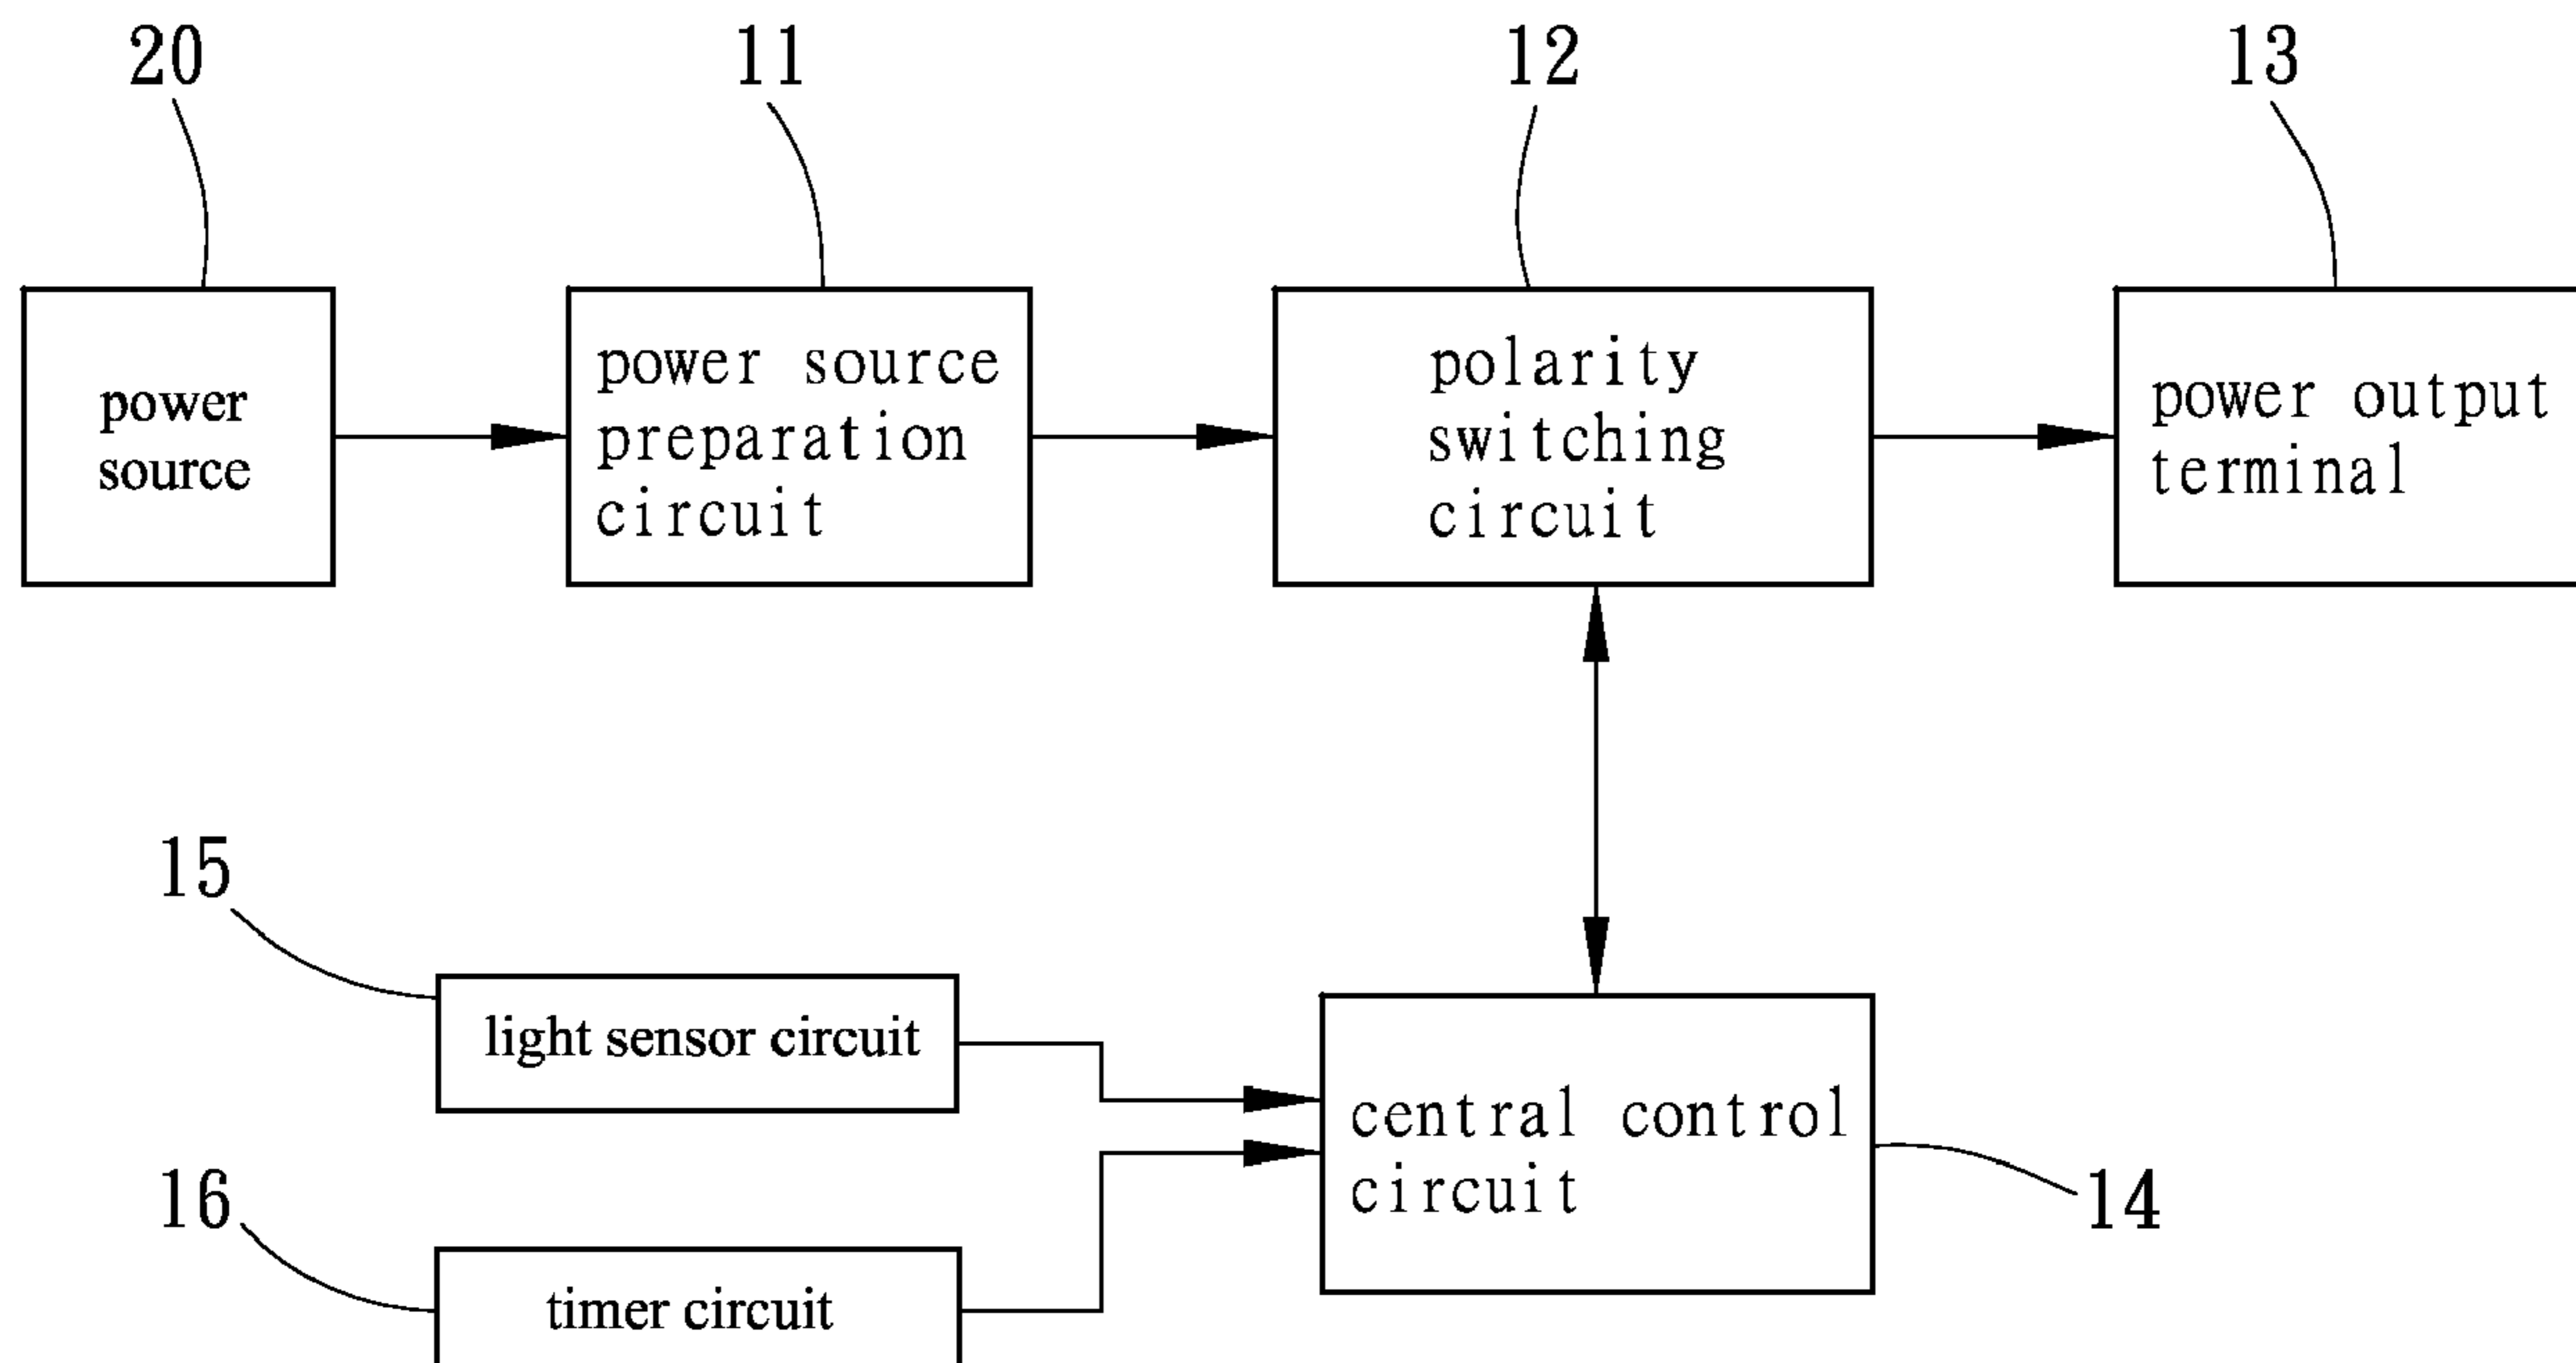 20
11
12
13
power
source
power source
preparation
circuit
polarity
switching
circuit
power output
terminal
15
light sensor circuit
central control
circuit
14
16
timer circuit